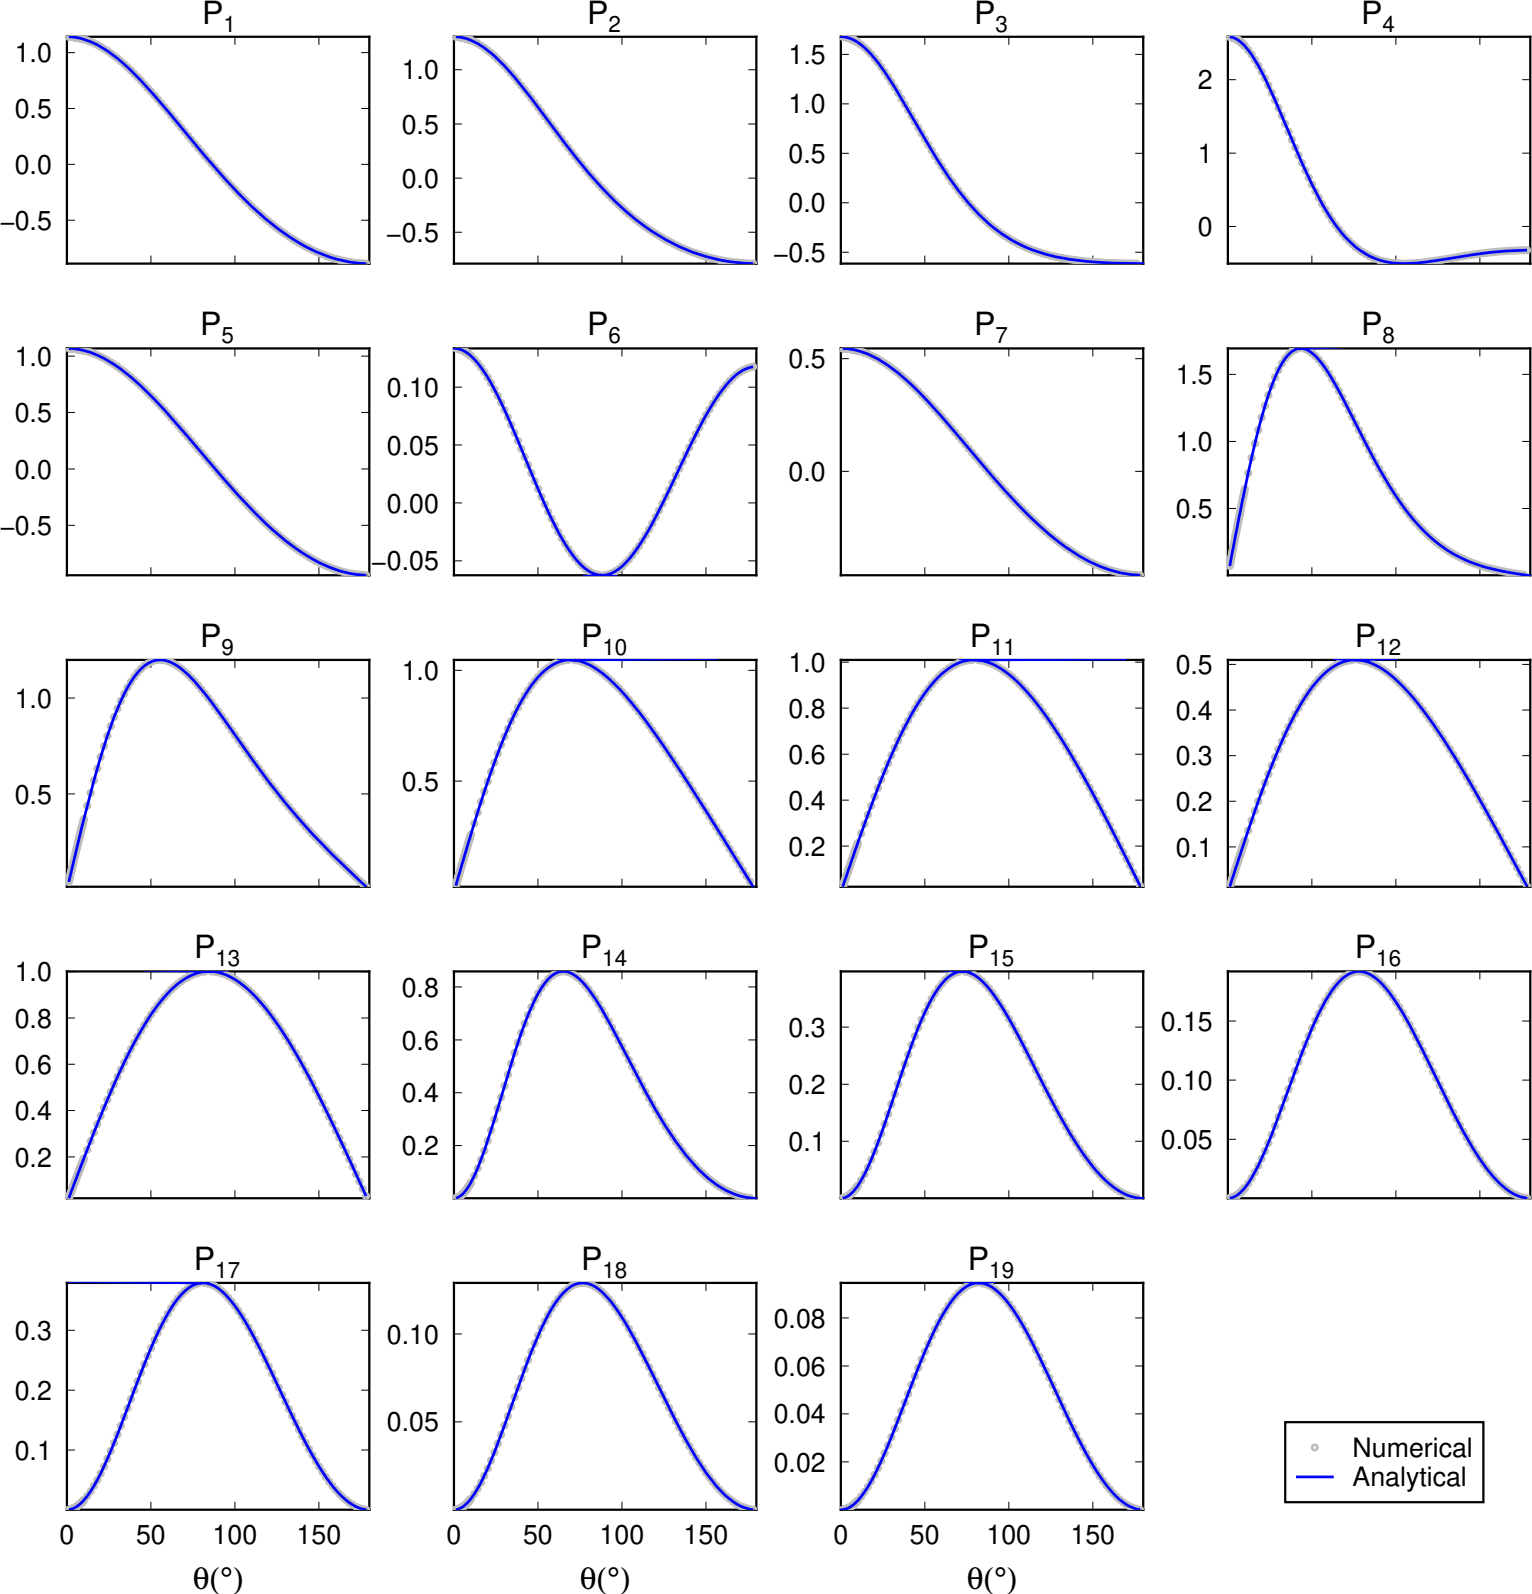 P1 P2 P3 P4
1.0 0.5 0.0 −0.5
1.0 0.5 0.0 −0.5
1.5 1.0 0.5 0.0 −0.5
2 1 0
P5 P6 P7 P8
1.0 0.5 0.0 −0.5
0.10 0.05 0.00 −0.05
0.5 0.0
1.5 1.0 0.5
P9 P10 P11 P12
1.0 0.5
1.0 0.5
1.0 0.8 0.6 0.4 0.2
0.5 0.4 0.3 0.2 0.1
P13 P14 P15 P16
1.0 0.8 0.6 0.4 0.2
0.8 0.6 0.4 0.2
0.3 0.2 0.1
0.15 0.10 0.05
P17 P18 P19
0.3 0.2 0.1
0.10 0.05
0.08 0.06 0.04 0.02
Numerical
Analytical
0 50 100 150 0 50 100 150 0 50 100 150
θ(°) θ(°) θ(°)